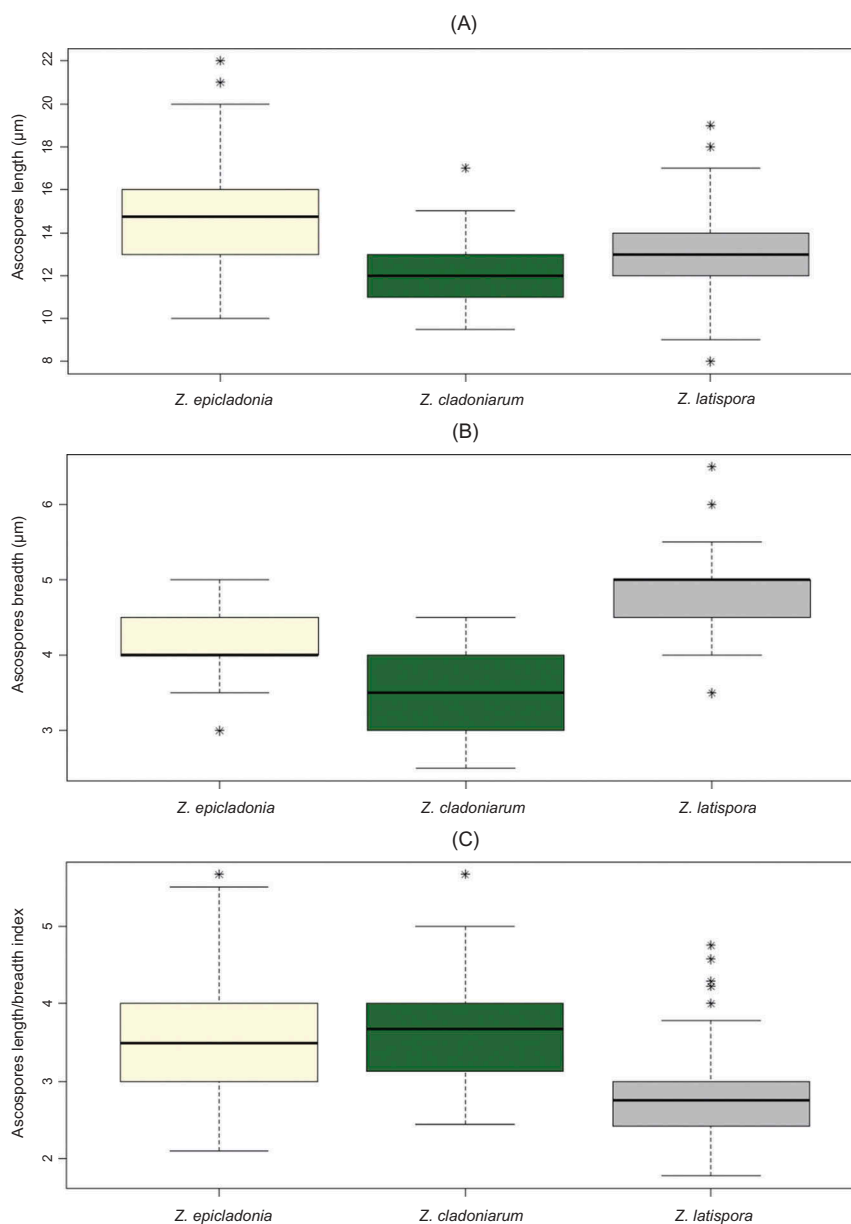 (A)
Ascospores length (µm)
22
20
18
16
14
12
10
8
Z. epicladonia Z. cladoniarum Z. latispora
(B)
Ascospores breadth (µm)
6
5
4
3
Z. epicladonia Z. cladoniarum Z. latispora
(C)
Ascospores length/breadth index
5
4
3
2
Z. epicladonia Z. cladoniarum Z. latispora